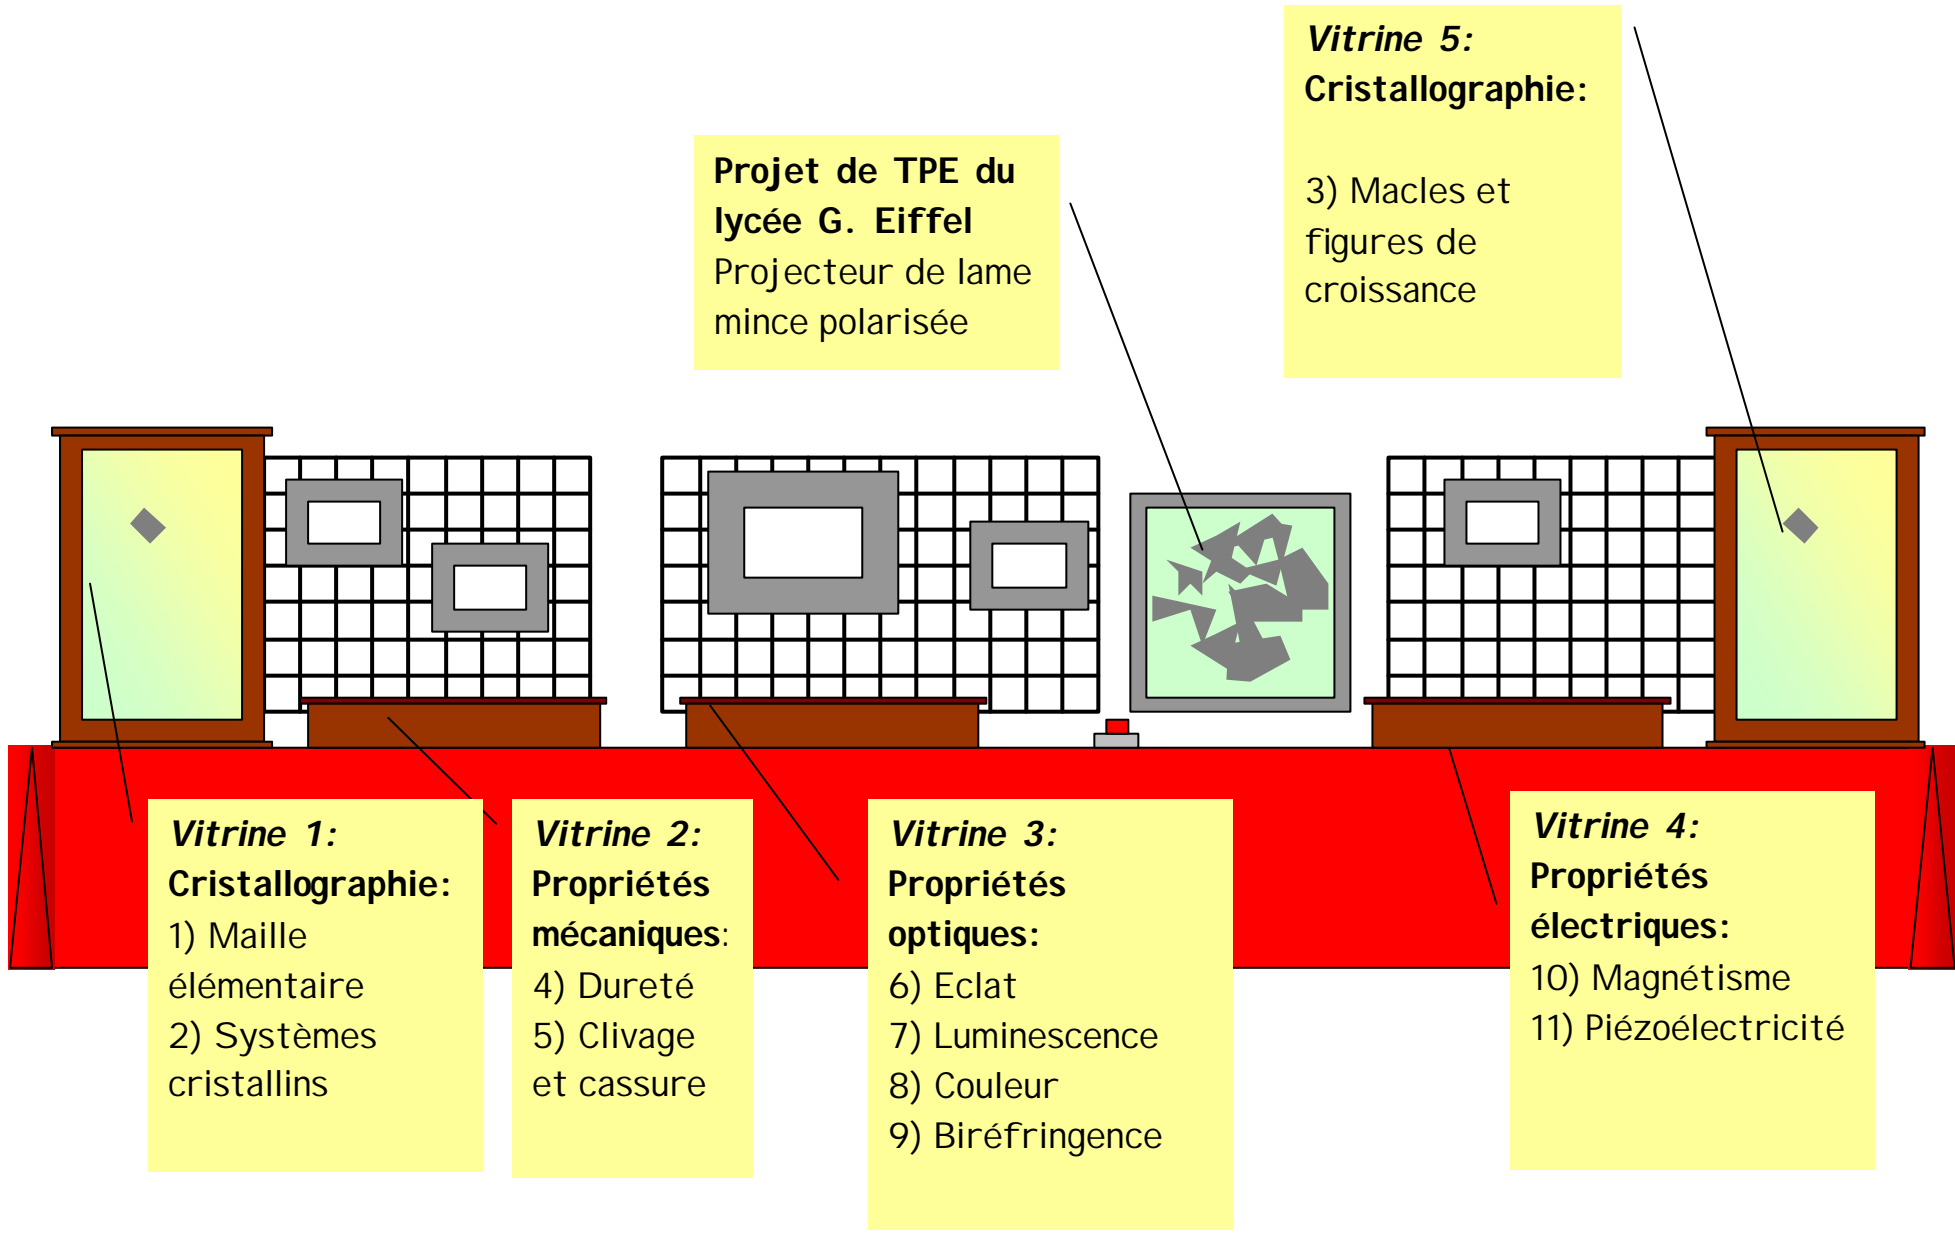 Vitrine 5:
Cristallographie:
3) Macles et
figures de
croissance
Projet de TPE du
lycée G. Eiffel
Projecteur de lame
mince polarisée
Vitrine 1:
Cristallographie:
1) Maille
élémentaire
2) Systèmes
cristallins
Vitrine 2:
Propriétés
mécaniques:
4) Dureté
5) Clivage
et cassure
Vitrine 3:
Propriétés
optiques:
6) Eclat
7) Luminescence
8) Couleur
9) Biréfringence
Vitrine 4:
Propriétés
électriques:
10) Magnétisme
11) Piézoélectricité